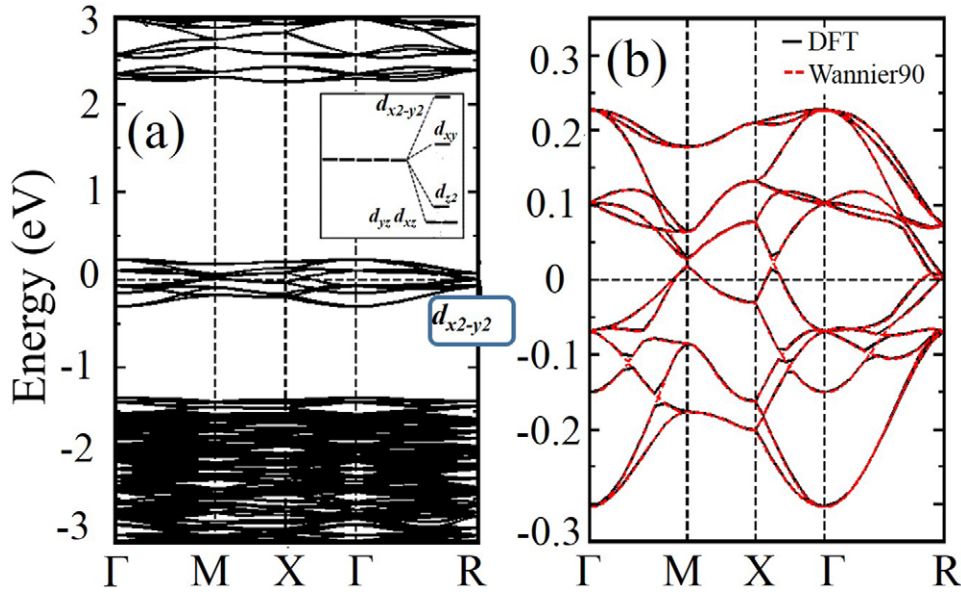 (a)
Energy (eV)
3
2
1
0
-1
-2
-3
Γ M X Γ R
dx2-y2
dxy
dz2
dyz dxz
dx2-y2
(b)
DFT
Wannier90
0.3
0.2
0.1
0
-0.1
-0.2
-0.3
Γ M X Γ R